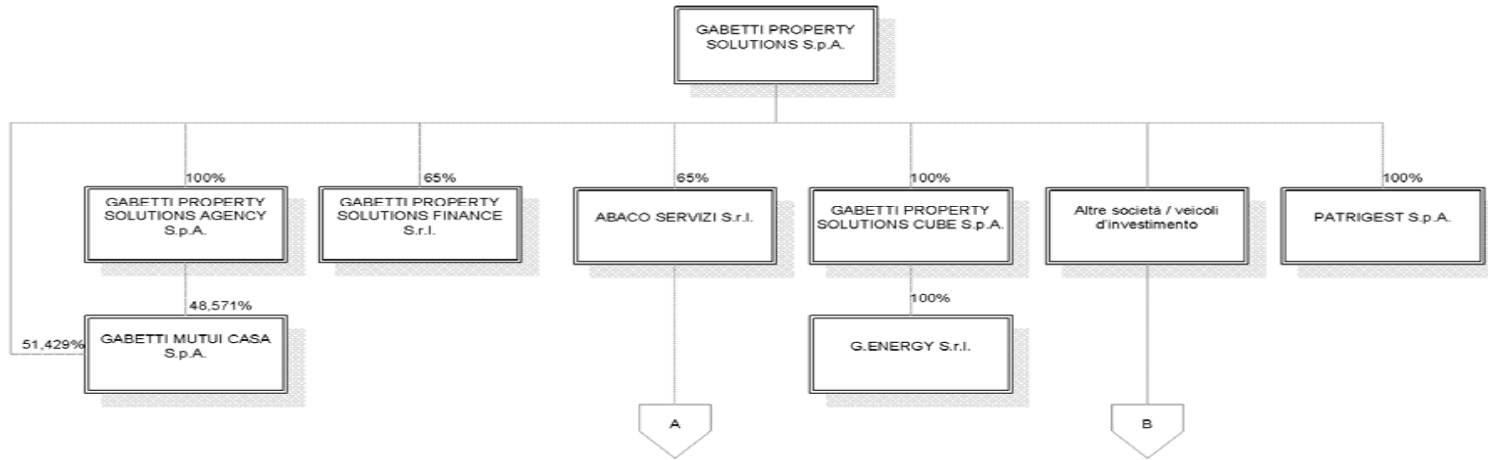 GABETTI PROPERTY
SOLUTIONS S.p.A.
100%
65%
65%
100%
100%
GABETTI PROPERTY
SOLUTIONS AGENCY
S.p.A.
GABETTI PROPERTY
SOLUTIONS FINANCE
S.r.l.
ABACO SERVIZI S.r.l.
GABETTI PROPERTY
SOLUTIONS CUBE S.p.A.
Altre società / veicoli
d'investimento
PATRIGEST S.p.A.
48,571%
100%
51,429%
GABETTI MUTUI CASA
S.p.A.
G.ENERGY S.r.l.
A
B